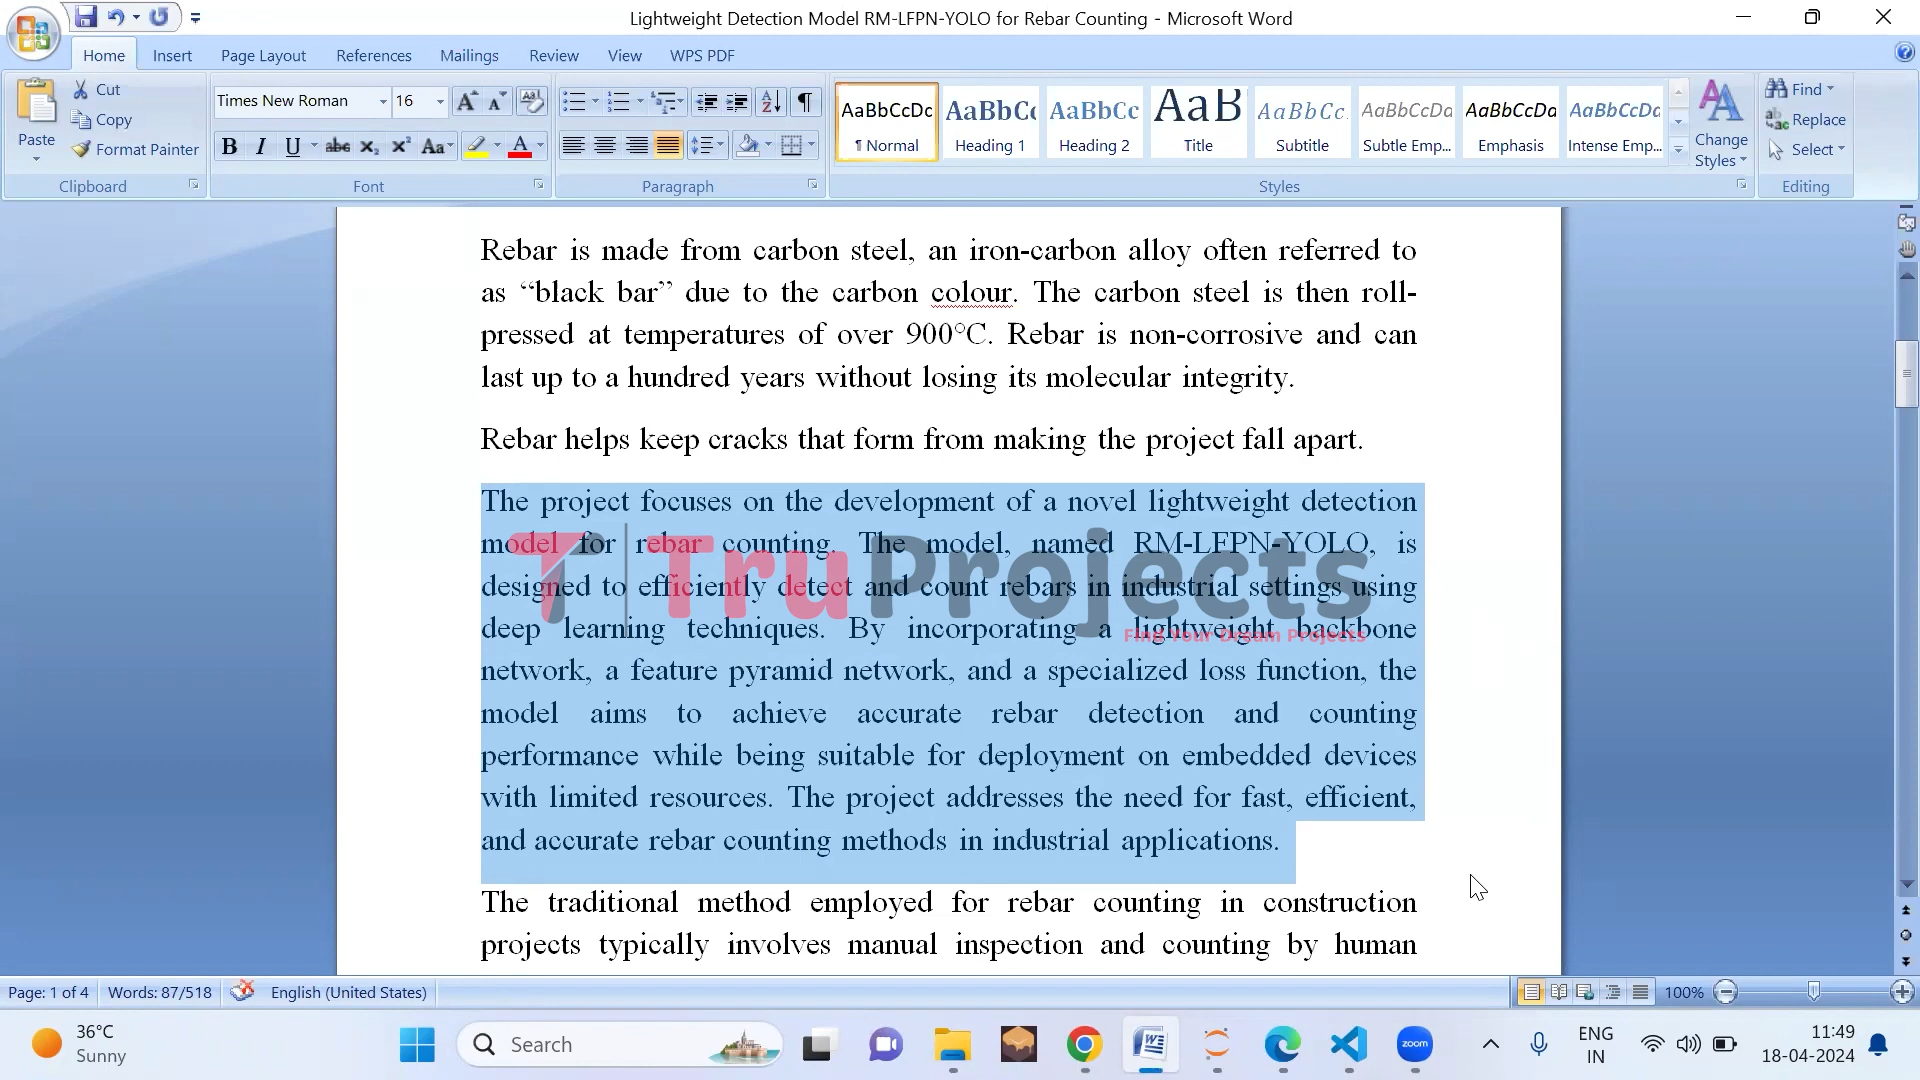 Lightweight Detection Model RM-LFPN-YOLO for Rebar Counting - Microsoft Word
Home Insert Page Layout References Mailings Review View WPS PDF
Paste
Cut
Copy
Format Painter
Clipboard
Times New Roman 16
Font
Paragraph
AaBbCcDc AaBbCc AaBbCc AaB AaBbCc. AaBbCcDc AaBbCcDc AaBbCcDc
¶ Normal Heading 1 Heading 2 Title Subtitle Subtle Emp... Emphasis Intense Emp...
Change Styles
Styles
Find
Replace
Select
Editing
Rebar is made from carbon steel, an iron-carbon alloy often referred to
as “black bar” due to the carbon colour. The carbon steel is then roll-
pressed at temperatures of over 900°C. Rebar is non-corrosive and can
last up to a hundred years without losing its molecular integrity.
Rebar helps keep cracks that form from making the project fall apart.
The project focuses on the development of a novel lightweight detection
model for rebar counting. The model, named RM-LFPN-YOLO, is
designed to efficiently detect and count rebars in industrial settings using
deep learning techniques. By incorporating a lightweight backbone
network, a feature pyramid network, and a specialized loss function, the
model aims to achieve accurate rebar detection and counting
performance while being suitable for deployment on embedded devices
with limited resources. The project addresses the need for fast, efficient,
and accurate rebar counting methods in industrial applications.
TruProjects
Find Your Dream Projects
The traditional method employed for rebar counting in construction
projects typically involves manual inspection and counting by human
Page: 1 of 4 Words: 87/518 English (United States) 100%
36°C
Sunny
Search
zoom
ENG
IN
11:49
18-04-2024